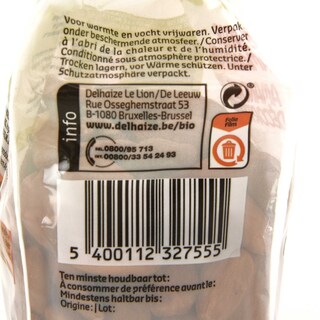 Voor warmte en vocht vrijwaren. Verpakt
onder beschermende atmosfeer./Conserver
à l'abri de la chaleur et de l'humidité.
Conditionné sous atmosphère protectrice./
Trocken lagern, vor Wärme schützen. Unter
Schutzatmosphäre verpackt.
info
Delhaize Le Lion/De Leeuw
Rue Osseghemstraat 53
B-1080 Bruxelles-Brussel
www.delhaize.be/bio
0800/95 713
00800/33 54 24 93
Folie
Film
5 400112 327555
Ten minste houdbaar tot:
À consommer de préférence avant le:
Mindestens haltbar bis:
Origine: | Lot: